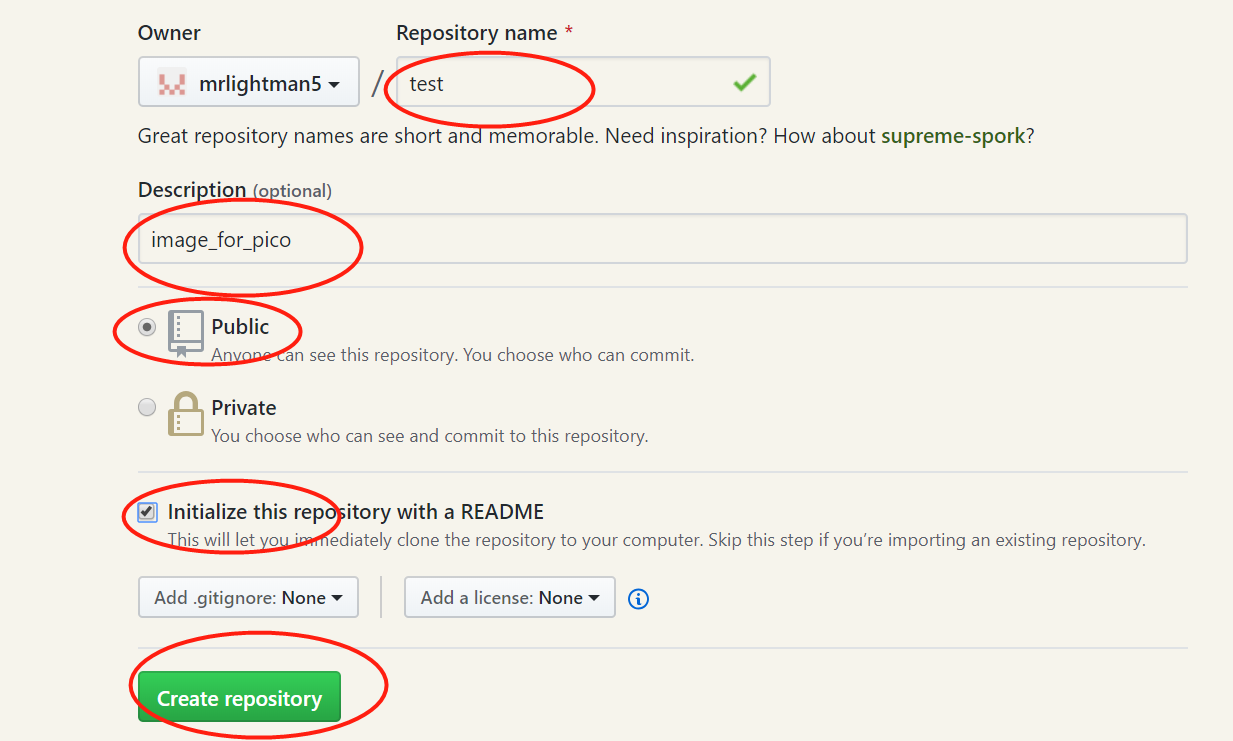 Owner
Repository name *
mrlightman5 / test
Great repository names are short and memorable. Need inspiration? How about supreme-spork?
Description (optional)
image_for_pico
Public
Anyone can see this repository. You choose who can commit.
Private
You choose who can see and commit to this repository.
Initialize this repository with a README
This will let you immediately clone the repository to your computer. Skip this step if you’re importing an existing repository.
Add .gitignore: None
Add a license: None
Create repository